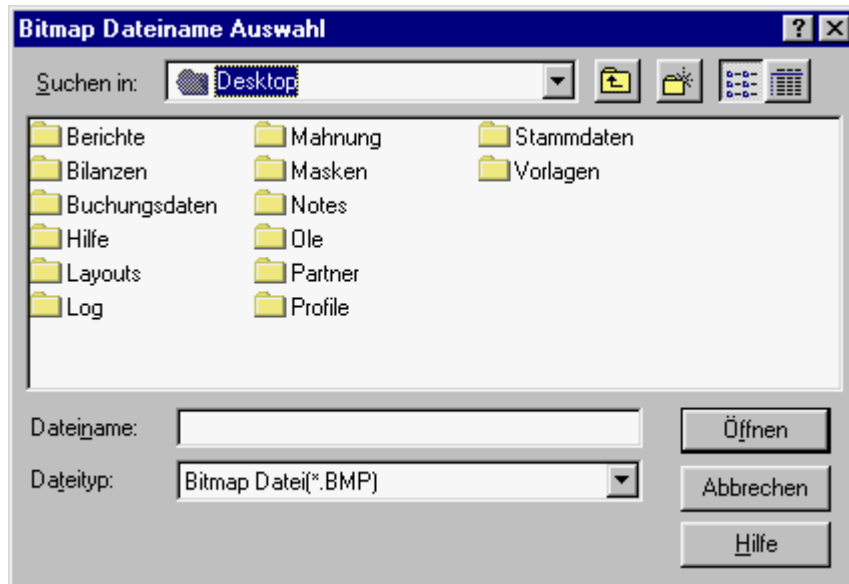 Bitmap Dateiname Auswahl
Suchen in: Desktop
Berichte Mahnung Stammdaten
Bilanzen Masken Vorlagen
Buchungsdaten Notes
Hilfe Ole
Layouts Partner
Log Profile
Dateiname: Öffnen
Dateityp: Bitmap Datei(*.BMP) Abbrechen
Hilfe